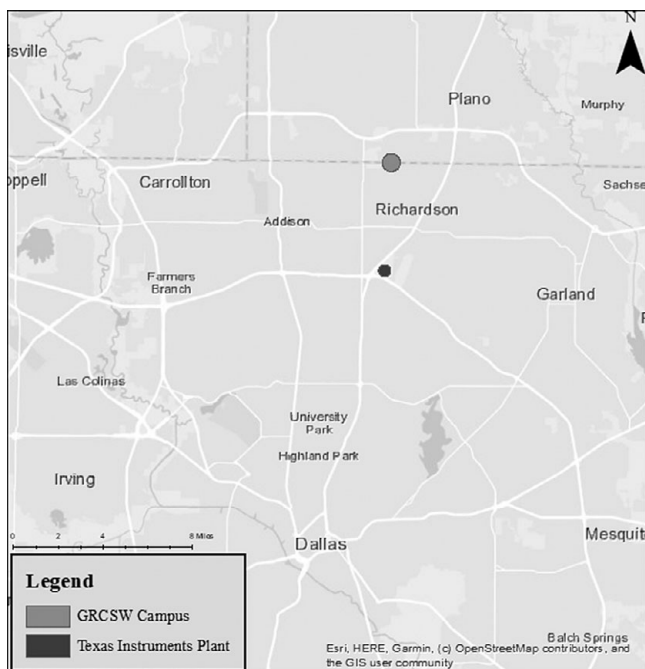 N
isville
Plano
Murphy
oppell
Carrollton
Sachse
Richardson
Addison
Farmers
Branch
Garland
Las Colinas
University
Park
Highland Park
Irving
Mesquit
Dallas
0 2 4 8 Miles
Legend
GRCSW Campus
Texas Instruments Plant
Balch Springs
Esri, HERE, Garmin, (c) OpenStreetMap contributors, and
the GIS user community